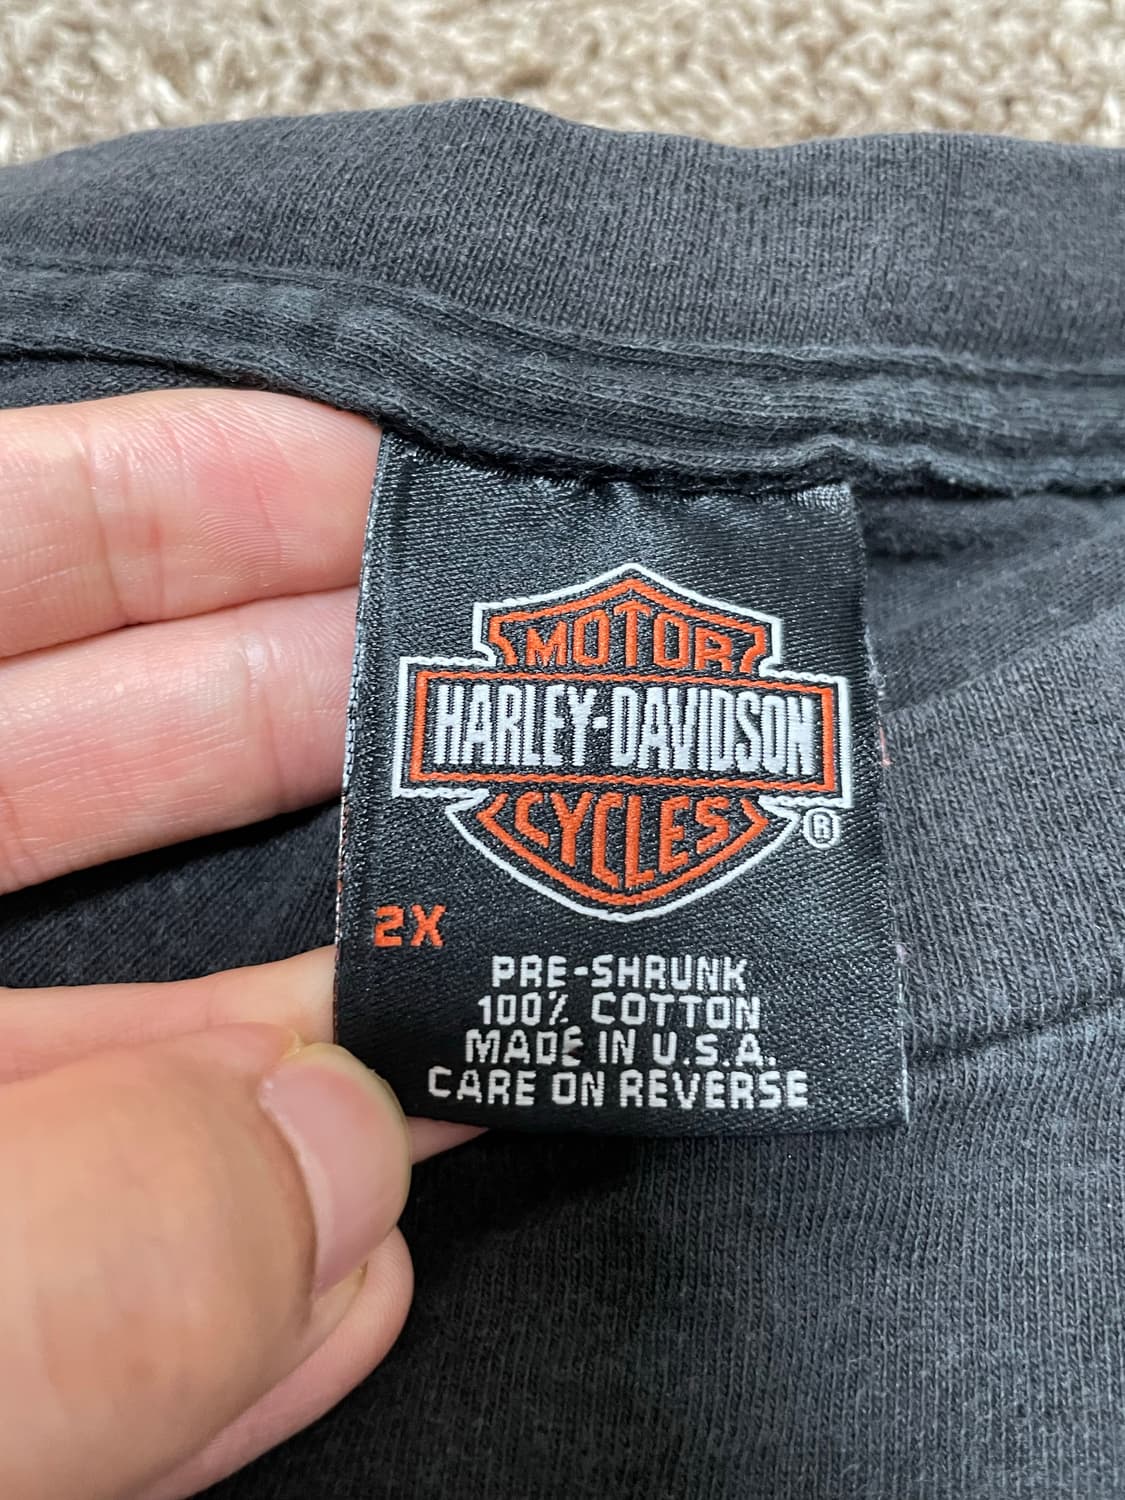 MOTOR
HARLEY-DAVIDSON
CYCLES
®
2X
PRE-SHRUNK
100% COTTON
MADE IN U.S.A.
CARE ON REVERSE